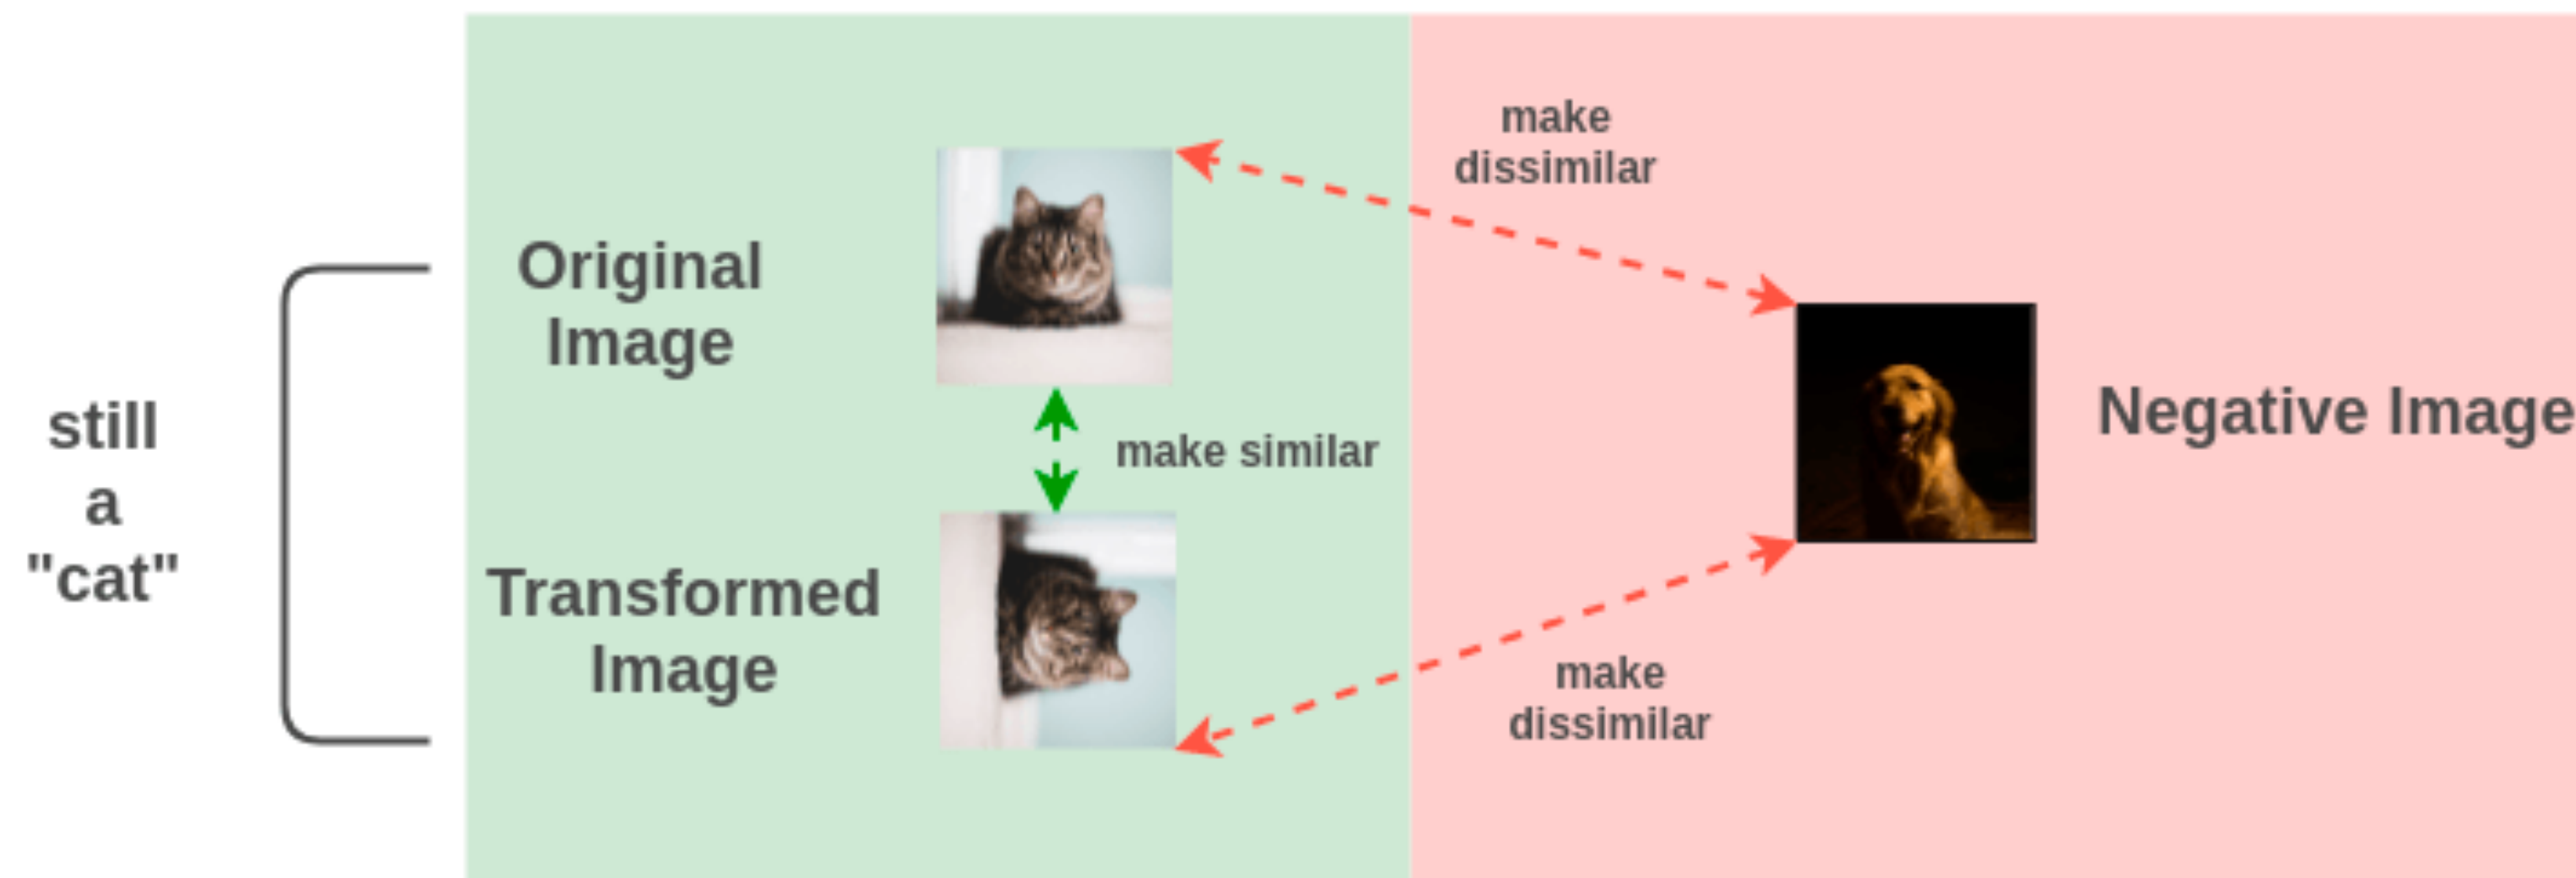 still
a
"cat"
Original
Image
make similar
Transformed
Image
make
dissimilar
make
dissimilar
Negative Image